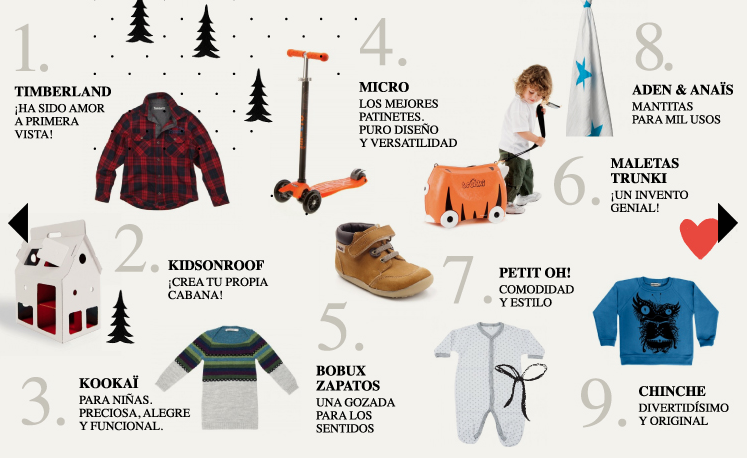 1.
TIMBERLAND
¡HA SIDO AMOR
A PRIMERA
VISTA!
2.
KIDSONROOF
¡CREA TU PROPIA
CABANA!
3.
KOOKAÏ
PARA NIÑAS.
PRECIOSA, ALEGRE
Y FUNCIONAL.
4.
MICRO
LOS MEJORES
PATINETES.
PURO DISEÑO
Y VERSATILIDAD
5.
BOBUX
ZAPATOS
UNA GOZADA
PARA LOS
SENTIDOS
6.
MALETAS
TRUNKI
¡UN INVENTO
GENIAL!
7.
PETIT OH!
COMODIDAD
Y ESTILO
8.
ADEN & ANAÏS
MANTITAS
PARA MIL USOS
9.
CHINCHE
DIVERTIDÍSIMO
Y ORIGINAL